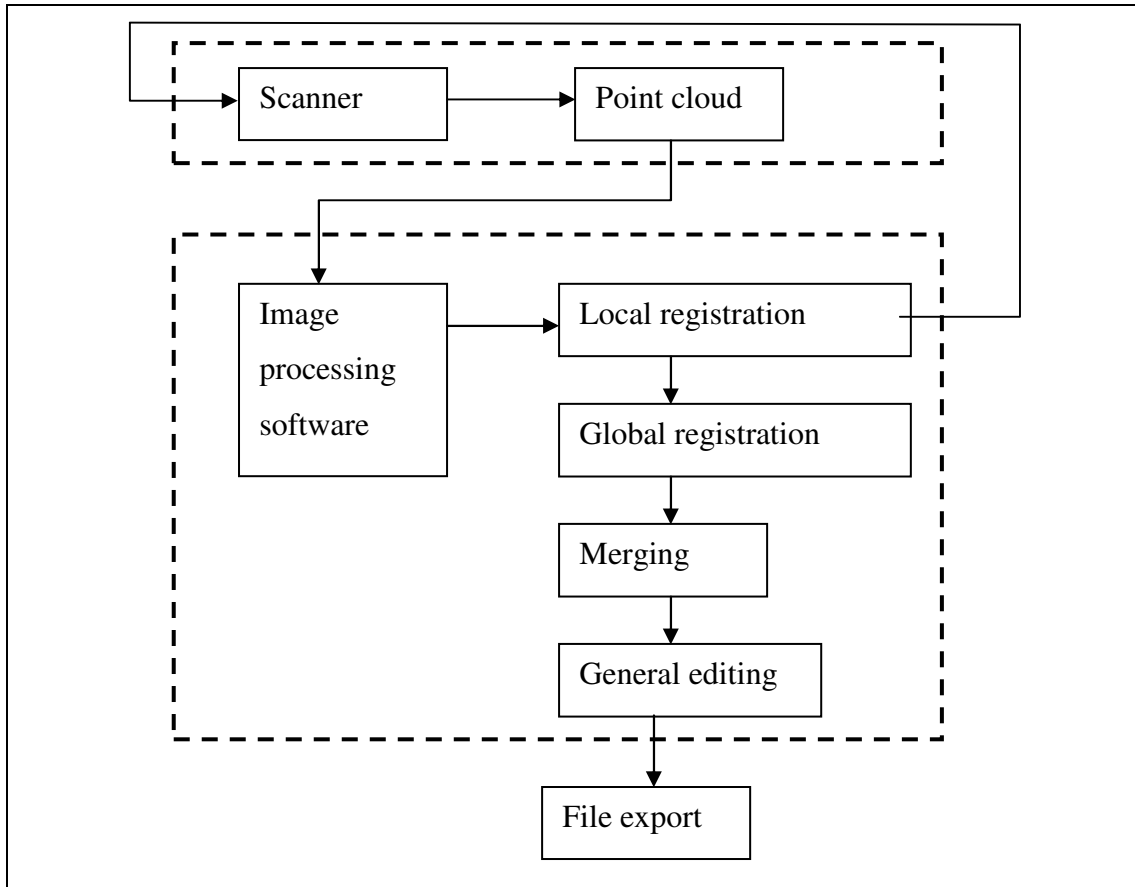 Scanner
Point cloud
Image
processing
software
Local registration
Global registration
Merging
General editing
File export